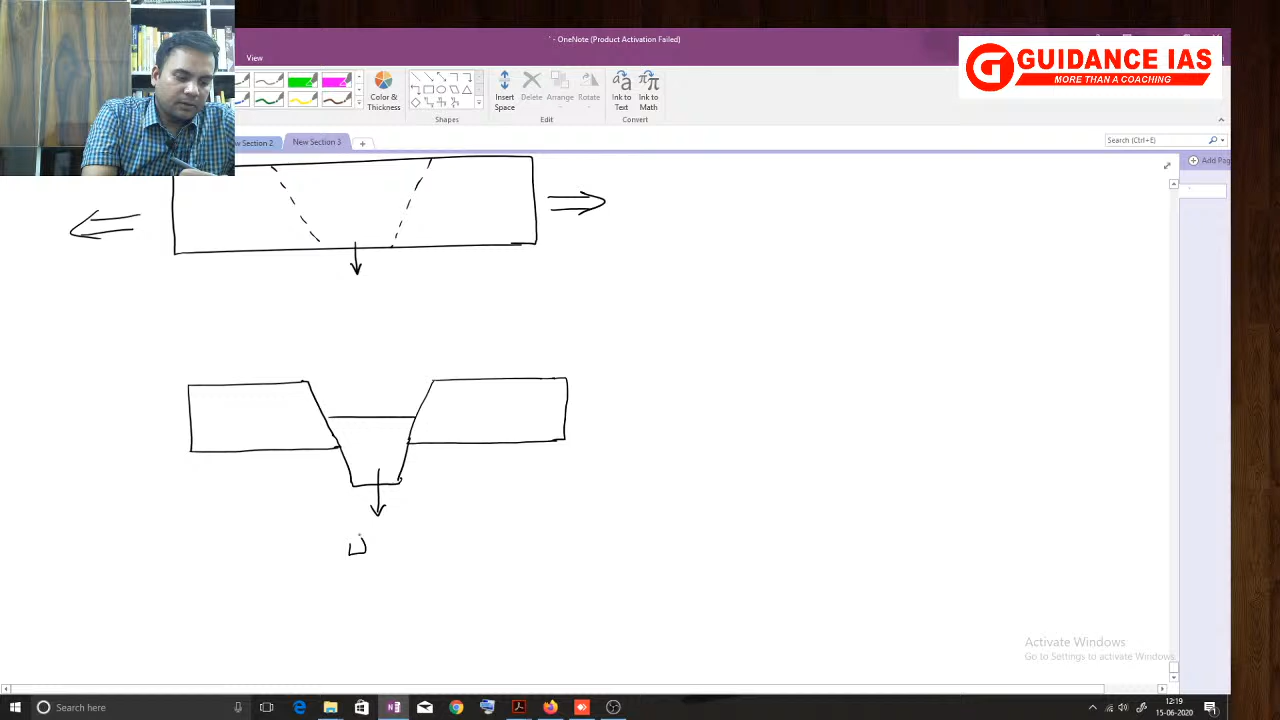 ' - OneNote (Product Activation Failed)
GUIDANCE IAS
MORE THAN A COACHING
View
Color & Thickness
Insert Space
Delete
Arrange
Rotate
Ink to Text
Ink to Math
Shapes
Edit
Convert
w Section 2
New Section 3
Search (Ctrl+E)
Add Pag
Activate Windows
Go to Settings to activate Windows.
Search here
12:19
15-06-2020